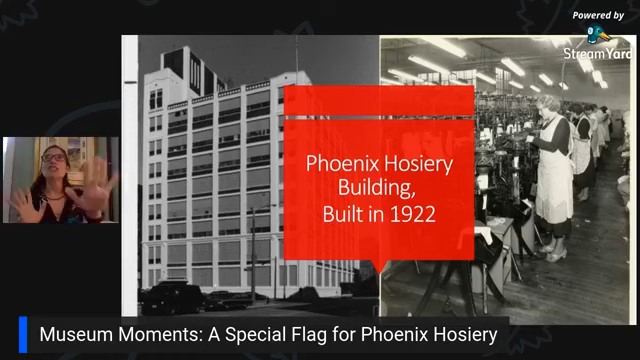 Powered by
StreamYard
Phoenix Hosiery
Building,
Built in 1922
Museum Moments: A Special Flag for Phoenix Hosiery